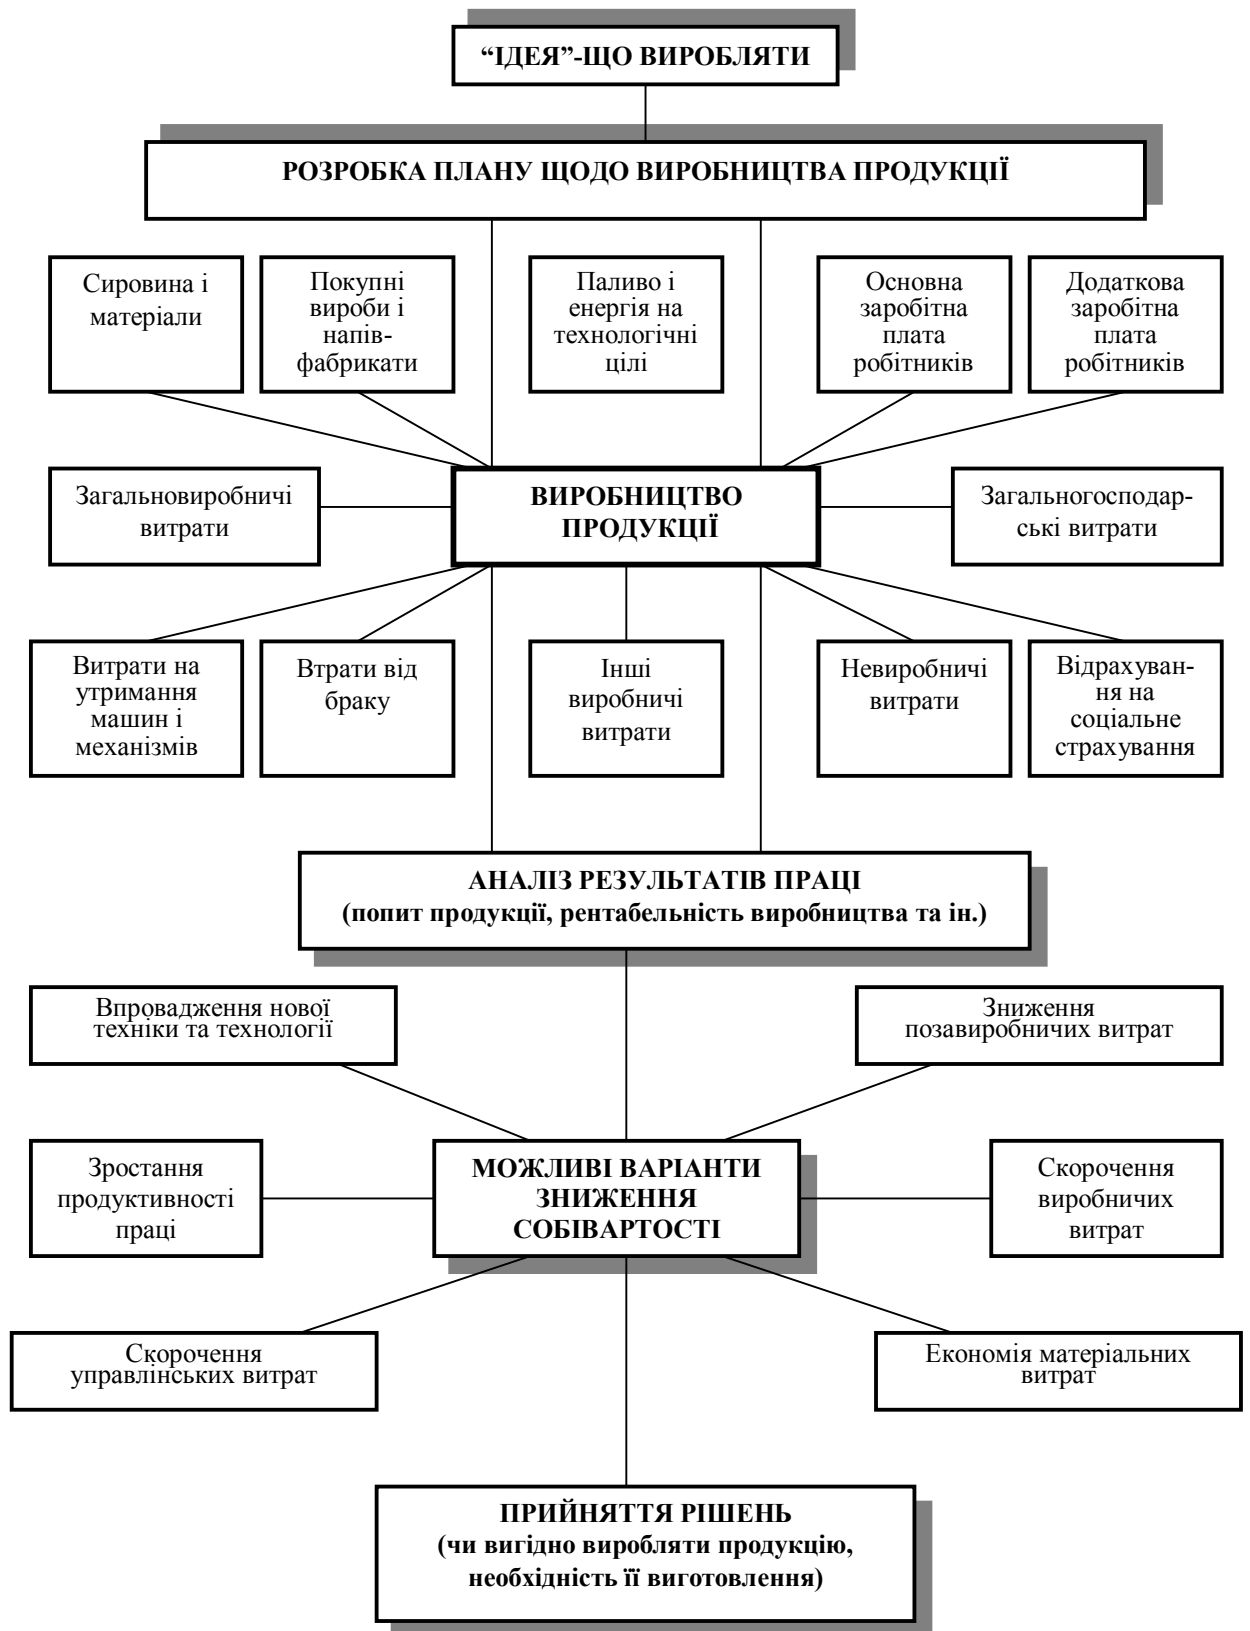 “ІДЕЯ”-ЩО ВИРОБЛЯТИ
РОЗРОБКА ПЛАНУ ЩОДО ВИРОБНИЦТВА ПРОДУКЦІЇ
Сировина і
матеріали
Покупні
вироби і
напів-
фабрикати
Паливо і
енергія на
технологічні
цілі
Основна
заробітна
плата
робітників
Додаткова
заробітна
плата
робітників
Загальновиробничі
витрати
ВИРОБНИЦТВО
ПРОДУКЦІЇ
Загальногосподар-
ські витрати
Витрати на
утримання
машин і
механізмів
Втрати від
браку
Інші
виробничі
витрати
Невиробничі
витрати
Відрахуван-
ня на
соціальне
страхування
АНАЛІЗ РЕЗУЛЬТАТІВ ПРАЦІ
(попит продукції, рентабельність виробництва та ін.)
Впровадження нової
техніки та технології
Зниження
позавиробничих витрат
Зростання
продуктивності
праці
МОЖЛИВІ ВАРІАНТИ
ЗНИЖЕННЯ
СОБІВАРТОСТІ
Скорочення
виробничих
витрат
Скорочення
управлінських витрат
Економія матеріальних
витрат
ПРИЙНЯТТЯ РІШЕНЬ
(чи вигідно виробляти продукцію,
необхідність її виготовлення)